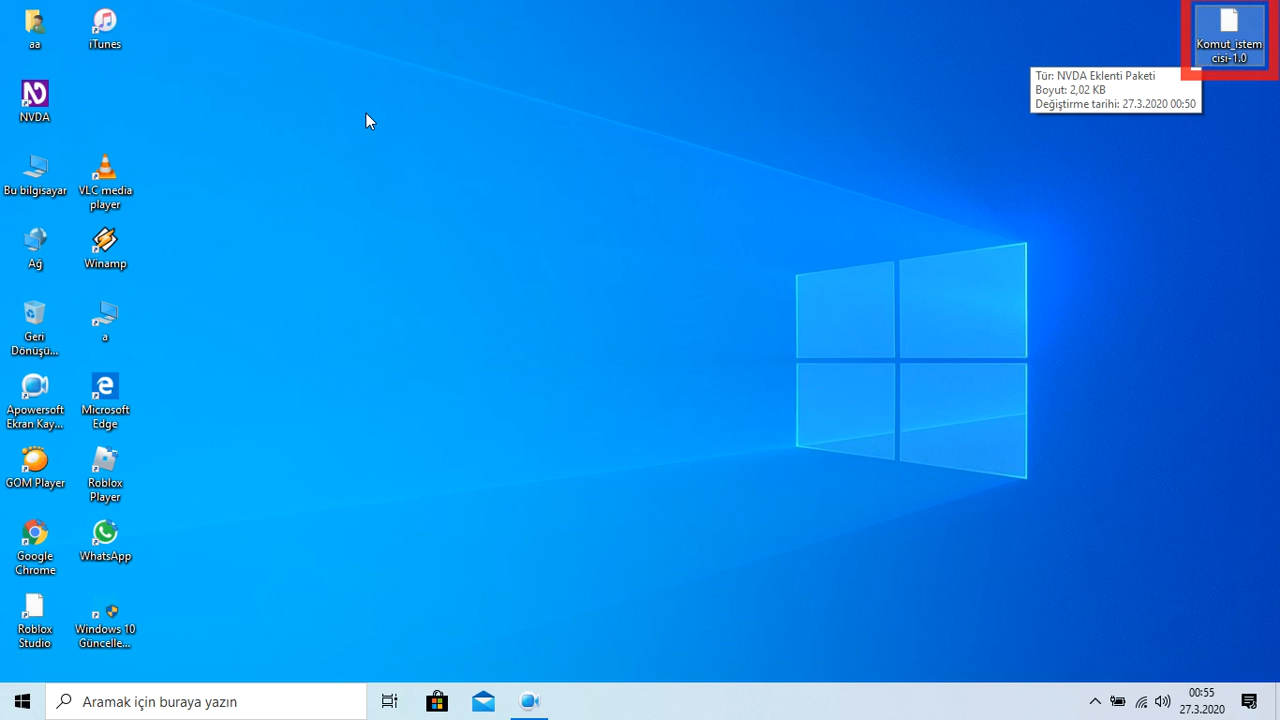 aa
iTunes
NVDA
Bu bilgisayar
VLC media
player
Ağ
Winamp
Geri
Dönüşü...
a
Apowersoft
Ekran Kay...
Microsoft
Edge
GOM Player
Roblox
Player
Google
Chrome
WhatsApp
Roblox
Studio
Windows 10
Güncelle...
Komut_istem
cisi-1.0
Tür: NVDA Eklenti Paketi
Boyut: 2,02 KB
Değiştirme tarihi: 27.3.2020 00:50
Aramak için buraya yazın
00:55
27.3.2020